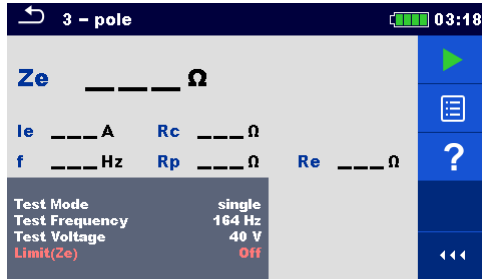 3 – pole 03:18
Ze ___ Ω
Ie ___ A Rc ___ Ω
f ___ Hz Rp ___ Ω Re ___ Ω
?
Test Mode single
Test Frequency 164 Hz
Test Voltage 40 V
Limit(Ze) Off